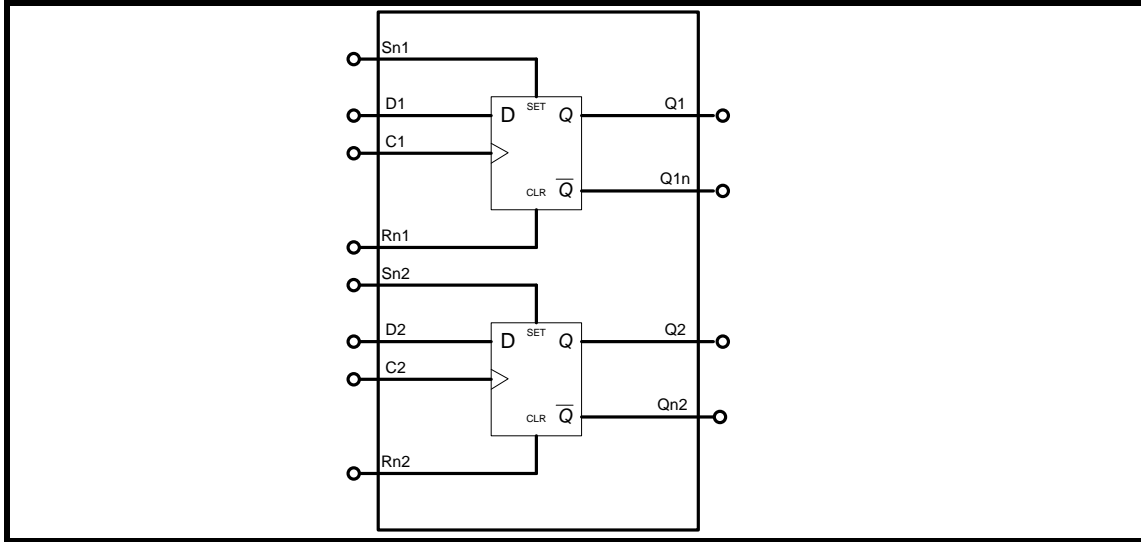 Sn1
SET
D1
D
Q
Q1
C1
CLR
Q̅
Q1n
Rn1
Sn2
SET
D2
D
Q
Q2
C2
CLR
Q̅
Qn2
Rn2